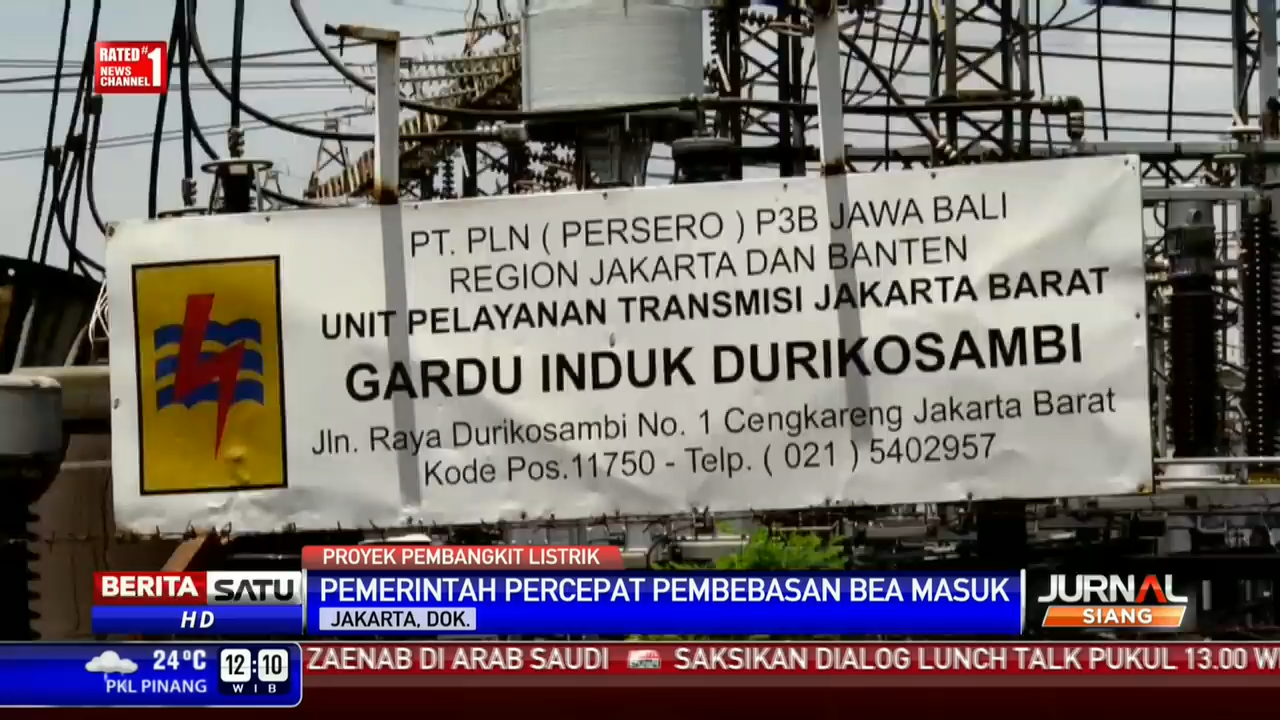 RATED #1
NEWS
CHANNEL
PT. PLN ( PERSERO ) P3B JAWA BALI
REGION JAKARTA DAN BANTEN
UNIT PELAYANAN TRANSMISI JAKARTA BARAT
GARDU INDUK DURIKOSAMBI
Jln. Raya Durikosambi No. 1 Cengkareng Jakarta Barat
Kode Pos.11750 - Telp. ( 021 ) 5402957
PROYEK PEMBANGKIT LISTRIK
BERITA SATU
HD
PEMERINTAH PERCEPAT PEMBEBASAN BEA MASUK
JAKARTA, DOK.
JURNAL
SIANG
24°C
PKL PINANG
12:10
WIB
ZAENAB DI ARAB SAUDI SAKSIKAN DIALOG LUNCH TALK PUKUL 13.00 W